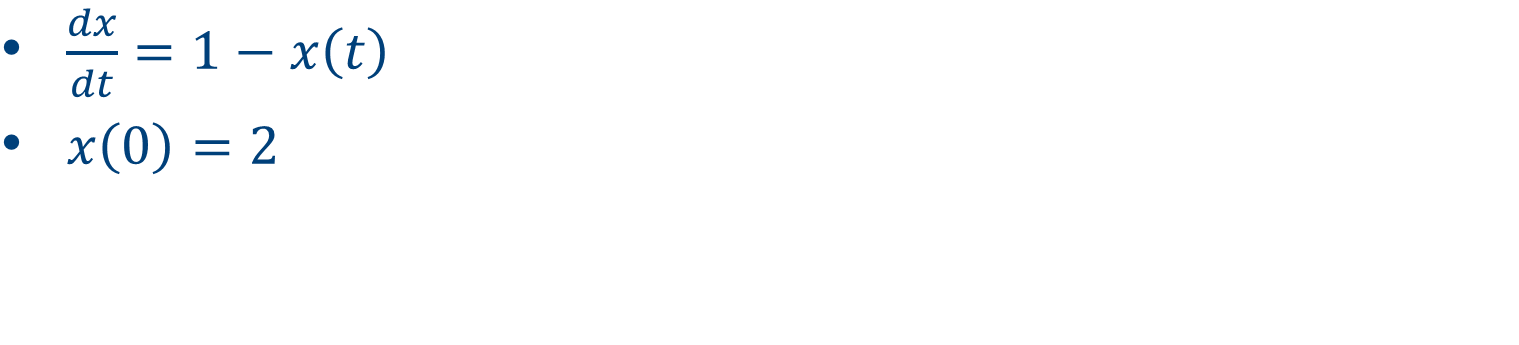 • dx/dt = 1 − x(t)
• x(0) = 2